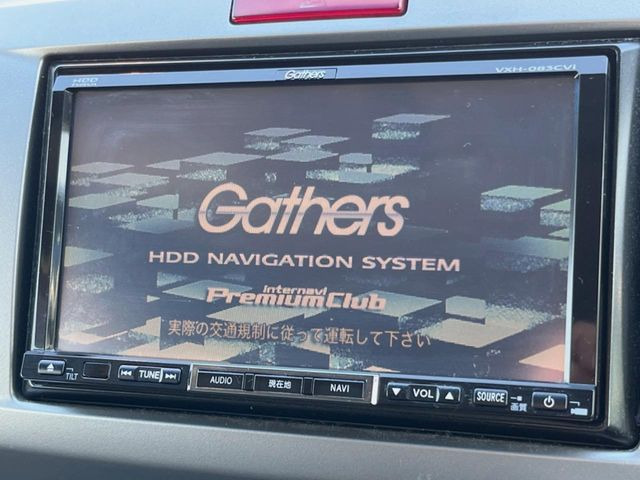 HDD
Gathers
VXH-083CVi
Gathers
HDD NAVIGATION SYSTEM
internavi
Premium Club
実際の交通規制に従って運転して下さい
TILT
TUNE
AUDIO
現在地
NAVI
VOL
SOURCE
画質